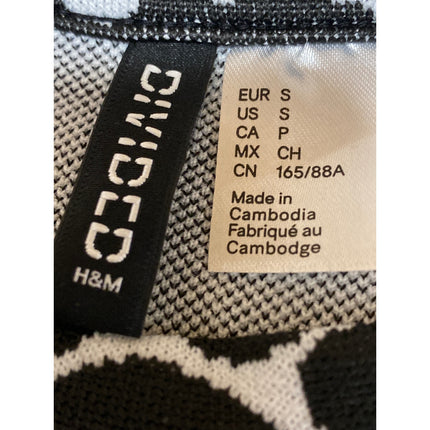 DIVIDED
H&M
EUR S
US S
CA P
MX CH
CN 165/88A
Made in
Cambodia
Fabriqué au
Cambodge